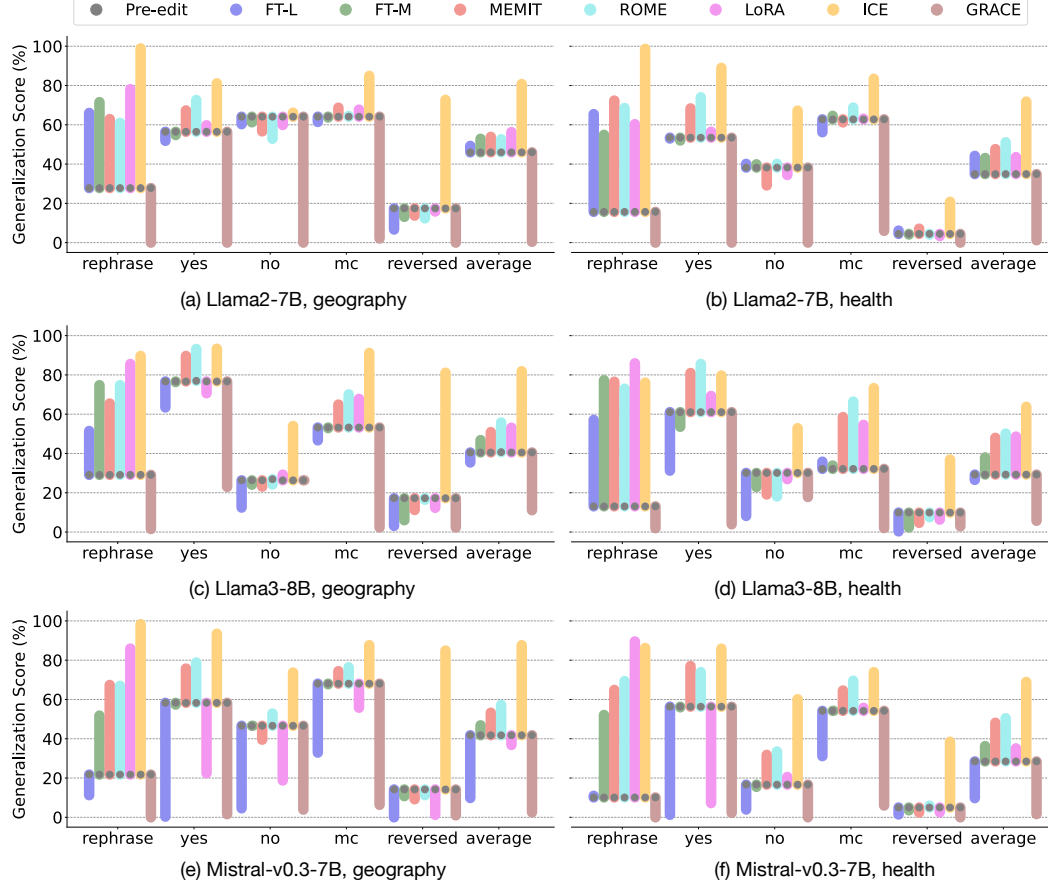 Pre-edit FT-L FT-M MEMIT ROME LoRA ICE GRACE
Generalization Score (%)
100
80
60
40
20
0
rephrase yes no mc reversed average
rephrase yes no mc reversed average
(a) Llama2-7B, geography
(b) Llama2-7B, health
Generalization Score (%)
100
80
60
40
20
0
rephrase yes no mc reversed average
rephrase yes no mc reversed average
(c) Llama3-8B, geography
(d) Llama3-8B, health
Generalization Score (%)
100
80
60
40
20
0
rephrase yes no mc reversed average
rephrase yes no mc reversed average
(e) Mistral-v0.3-7B, geography
(f) Mistral-v0.3-7B, health